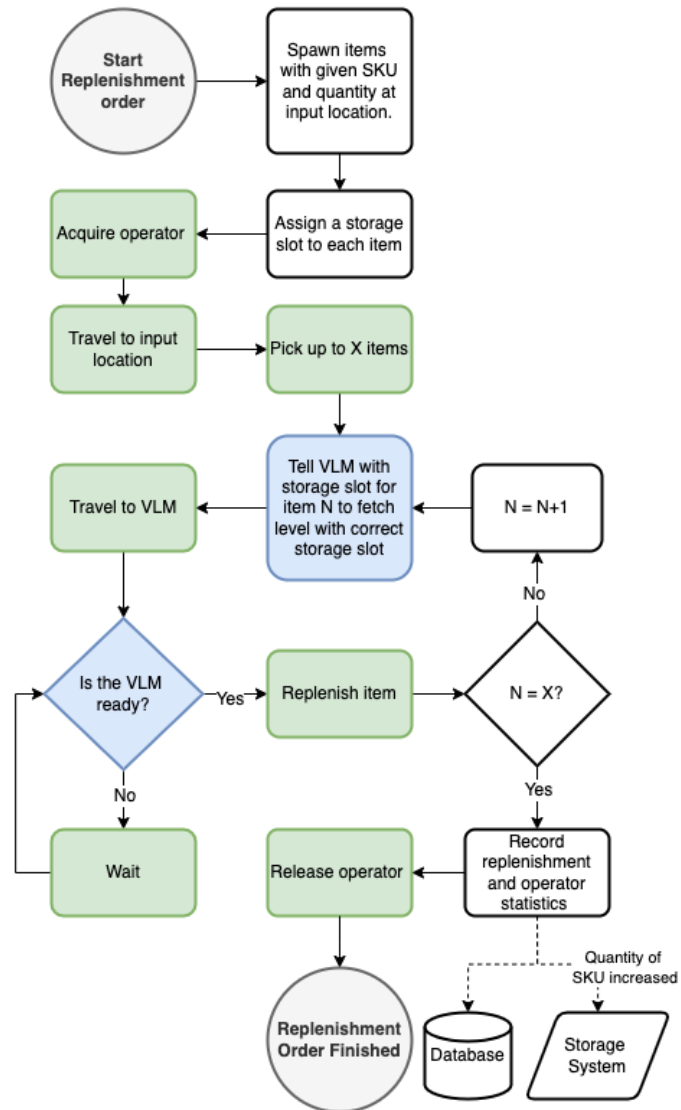 Start
Replenishment
order
Spawn items
with given SKU
and quantity at
input location.
Acquire operator
Assign a storage
slot to each item
Travel to input
location
Pick up to X items
Travel to VLM
Tell VLM with
storage slot for
item N to fetch
level with correct
storage slot
N = N+1
No
Is the VLM
ready?
Yes
Replenish item
N = X?
No
Yes
Wait
Release operator
Record
replenishment
and operator
statistics
Quantity of
SKU increased
Replenishment
Order Finished
Database
Storage
System